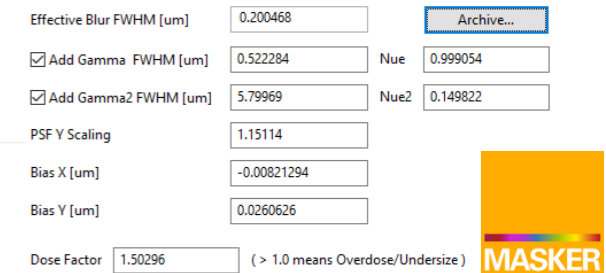 Effective Blur FWHM [um] 0.200468 Archive...
Add Gamma FWHM [um] 0.522284 Nue 0.999054
Add Gamma2 FWHM [um] 5.79969 Nue2 0.149822
PSF Y Scaling 1.15114
Bias X [um] -0.00821294
Bias Y [um] 0.0260626
Dose Factor 1.50296 ( > 1.0 means Overdose/Undersize )
MASKER